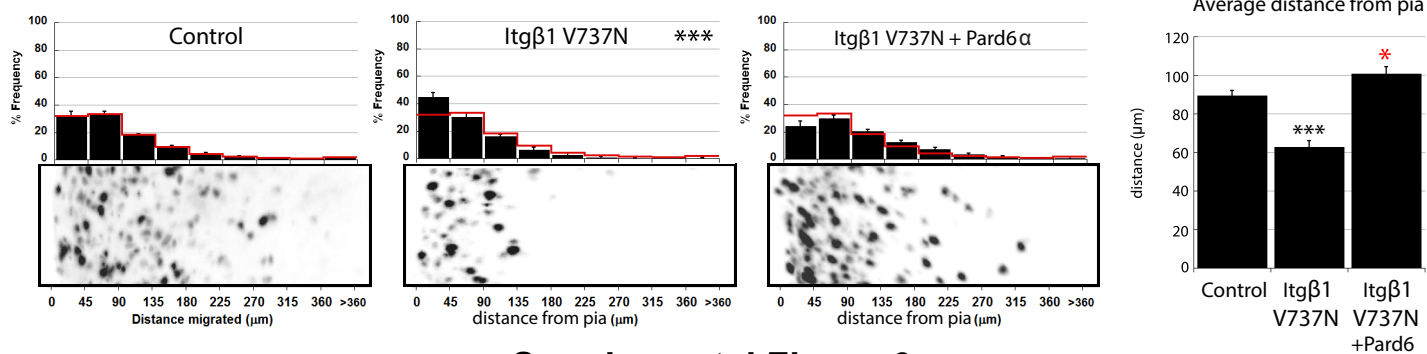 Control
% Frequency
100
80
60
40
20
0
0 45 90 135 180 225 270 315 360 >360
Distance migrated (μm)
Itgβ1 V737N ***
% Frequency
100
80
60
40
20
0
0 45 90 135 180 225 270 315 360 >360
distance from pia (μm)
Itgβ1 V737N + Pard6α
% Frequency
100
80
60
40
20
0
0 45 90 135 180 225 270 315 360 >360
distance from pia (μm)
Average distance from pia
distance (μm)
120
100
80
60
40
20
0
***
*
Control
Itgβ1
V737N
Itgβ1
V737N
+Pard6